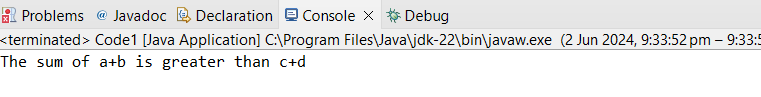 Problems @ Javadoc Declaration Console × Debug
<terminated> Code1 [Java Application] C:\Program Files\Java\jdk-22\bin\javaw.exe (2 Jun 2024, 9:33:52 pm – 9:33:5
The sum of a+b is greater than c+d